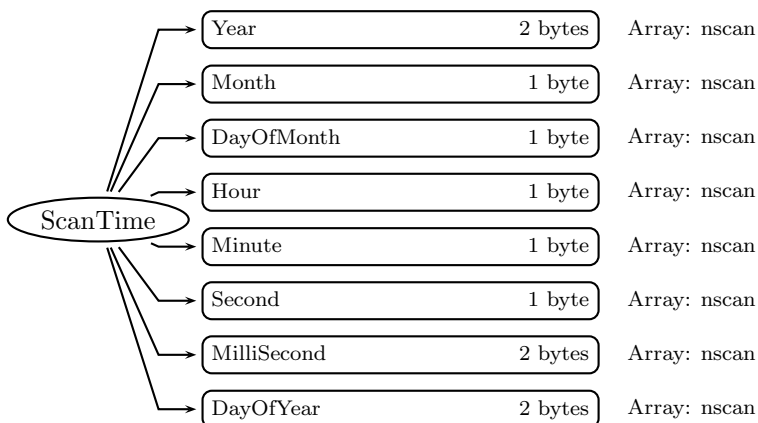 Year 2 bytes Array: nscan
Month 1 byte Array: nscan
DayOfMonth 1 byte Array: nscan
Hour 1 byte Array: nscan
ScanTime
Minute 1 byte Array: nscan
Second 1 byte Array: nscan
MilliSecond 2 bytes Array: nscan
DayOfYear 2 bytes Array: nscan